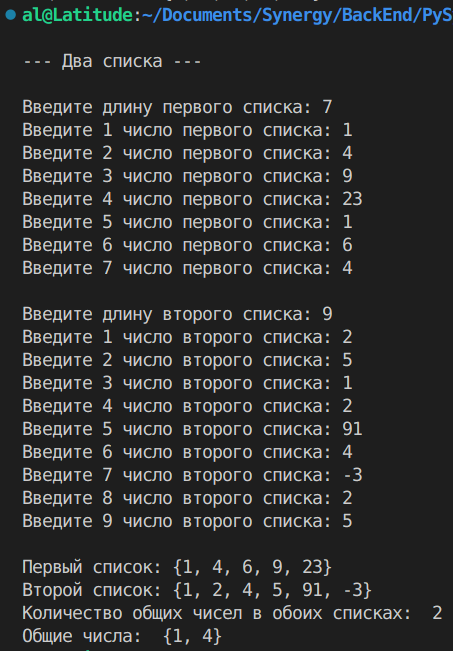 al@Latitude:~/Documents/Synergy/BackEnd/PyS
--- Два списка ---
Введите длину первого списка: 7
Введите 1 число первого списка: 1
Введите 2 число первого списка: 4
Введите 3 число первого списка: 9
Введите 4 число первого списка: 23
Введите 5 число первого списка: 1
Введите 6 число первого списка: 6
Введите 7 число первого списка: 4
Введите длину второго списка: 9
Введите 1 число второго списка: 2
Введите 2 число второго списка: 5
Введите 3 число второго списка: 1
Введите 4 число второго списка: 2
Введите 5 число второго списка: 91
Введите 6 число второго списка: 4
Введите 7 число второго списка: -3
Введите 8 число второго списка: 2
Введите 9 число второго списка: 5
Первый список: {1, 4, 6, 9, 23}
Второй список: {1, 2, 4, 5, 91, -3}
Количество общих чисел в обоих списках:  2
Общие числа:  {1, 4}